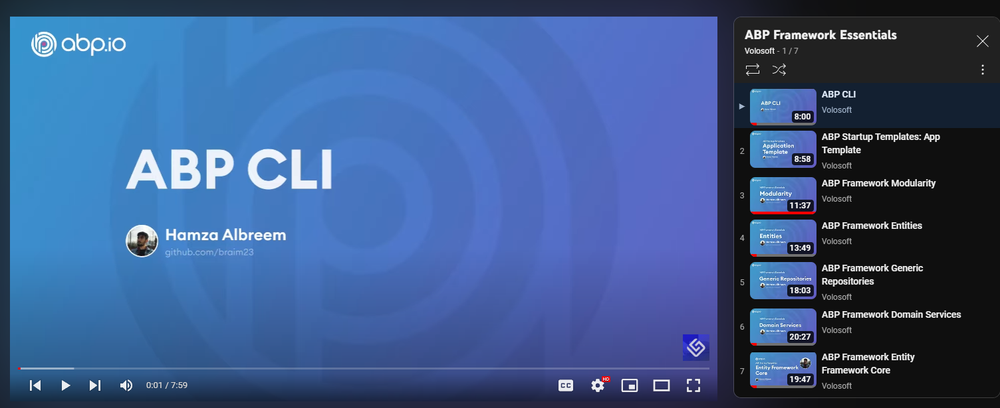 abp.io
ABP CLI
Hamza Albreem
github.com/braim23
0:01 / 7:59
CC
HD
ABP Framework Essentials
Volosoft - 1 / 7
ABP CLI
8:00
ABP CLI
Volosoft
2
Application
Template
8:58
ABP Startup Templates: App
Template
Volosoft
3
Modularity
11:37
ABP Framework Modularity
Volosoft
4
Entities
13:49
ABP Framework Entities
Volosoft
5
Generic Repositories
18:03
ABP Framework Generic
Repositories
Volosoft
6
Domain Services
20:27
ABP Framework Domain Services
Volosoft
7
Entity Framework
Core
19:47
ABP Framework Entity
Framework Core
Volosoft